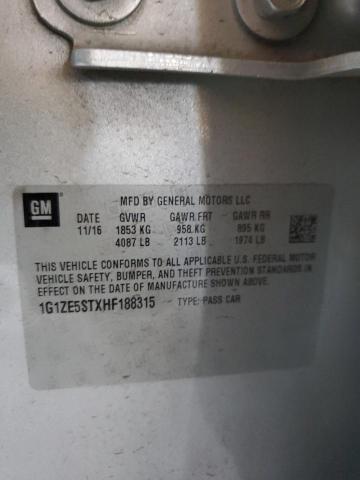 GM
MFD BY GENERAL MOTORS LLC
DATE GVWR GAWR FRT GAWR RR
11/16 1853 KG 958 KG 895 KG
4087 LB 2113 LB 1974 LB
THIS VEHICLE CONFORMS TO ALL APPLICABLE U.S. FEDERAL MOTOR
VEHICLE SAFETY, BUMPER, AND THEFT PREVENTION STANDARDS IN
EFFECT ON THE DATE OF MANUFACTURE SHOWN ABOVE.
1G1ZE5STXHF188315 TYPE: PASS CAR